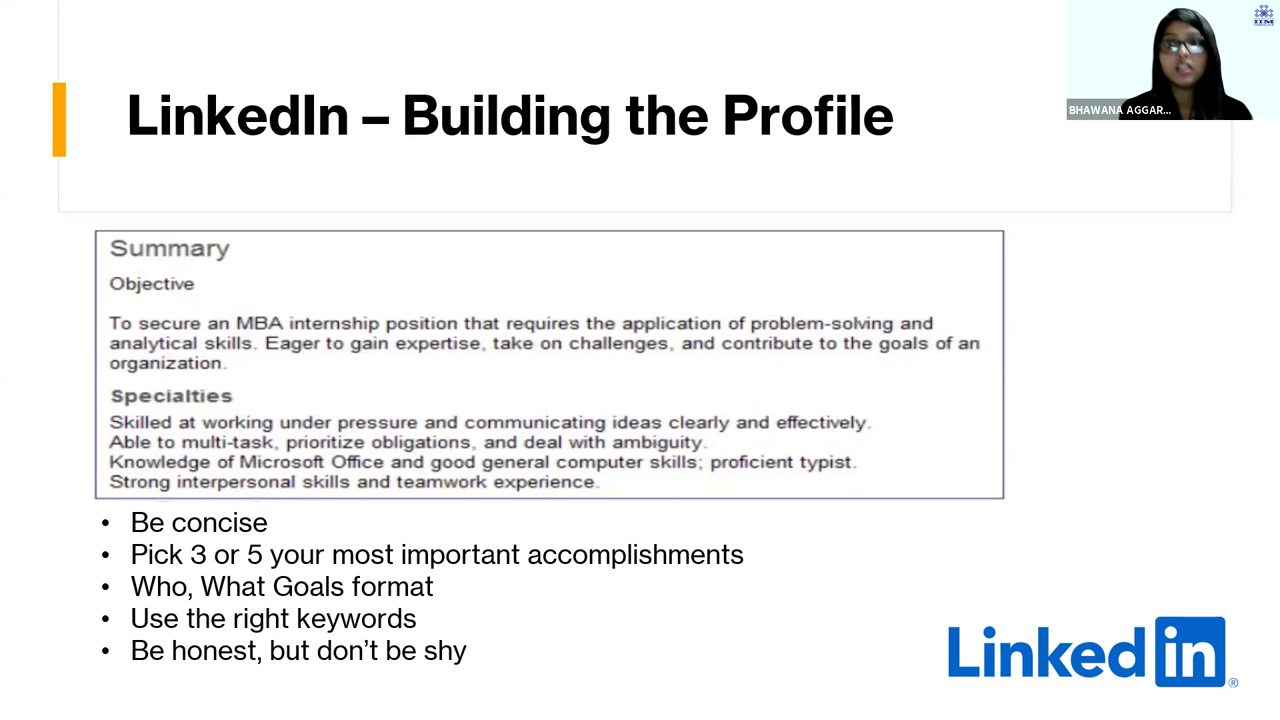 LinkedIn – Building the Profile
IIM
BHAWANA AGGAR...
Summary
Objective
To secure an MBA internship position that requires the application of problem-solving and
analytical skills. Eager to gain expertise, take on challenges, and contribute to the goals of an
organization.
Specialties
Skilled at working under pressure and communicating ideas clearly and effectively.
Able to multi-task, prioritize obligations, and deal with ambiguity.
Knowledge of Microsoft Office and good general computer skills; proficient typist.
Strong interpersonal skills and teamwork experience.
• Be concise
• Pick 3 or 5 your most important accomplishments
• Who, What Goals format
• Use the right keywords
• Be honest, but don’t be shy
Linked in ®